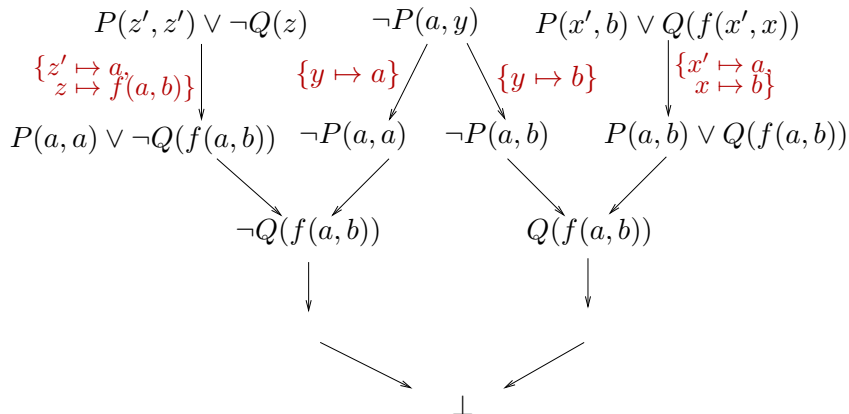 P(z′, z′) ∨ ¬Q(z) ¬P(a, y) P(x′, b) ∨ Q(f(x′, x))
{z′ ↦ a, z ↦ f(a, b)} {y ↦ a} {y ↦ b} {x′ ↦ a, x ↦ b}
P(a, a) ∨ ¬Q(f(a, b)) ¬P(a, a) ¬P(a, b) P(a, b) ∨ Q(f(a, b))
¬Q(f(a, b)) Q(f(a, b))
⊥